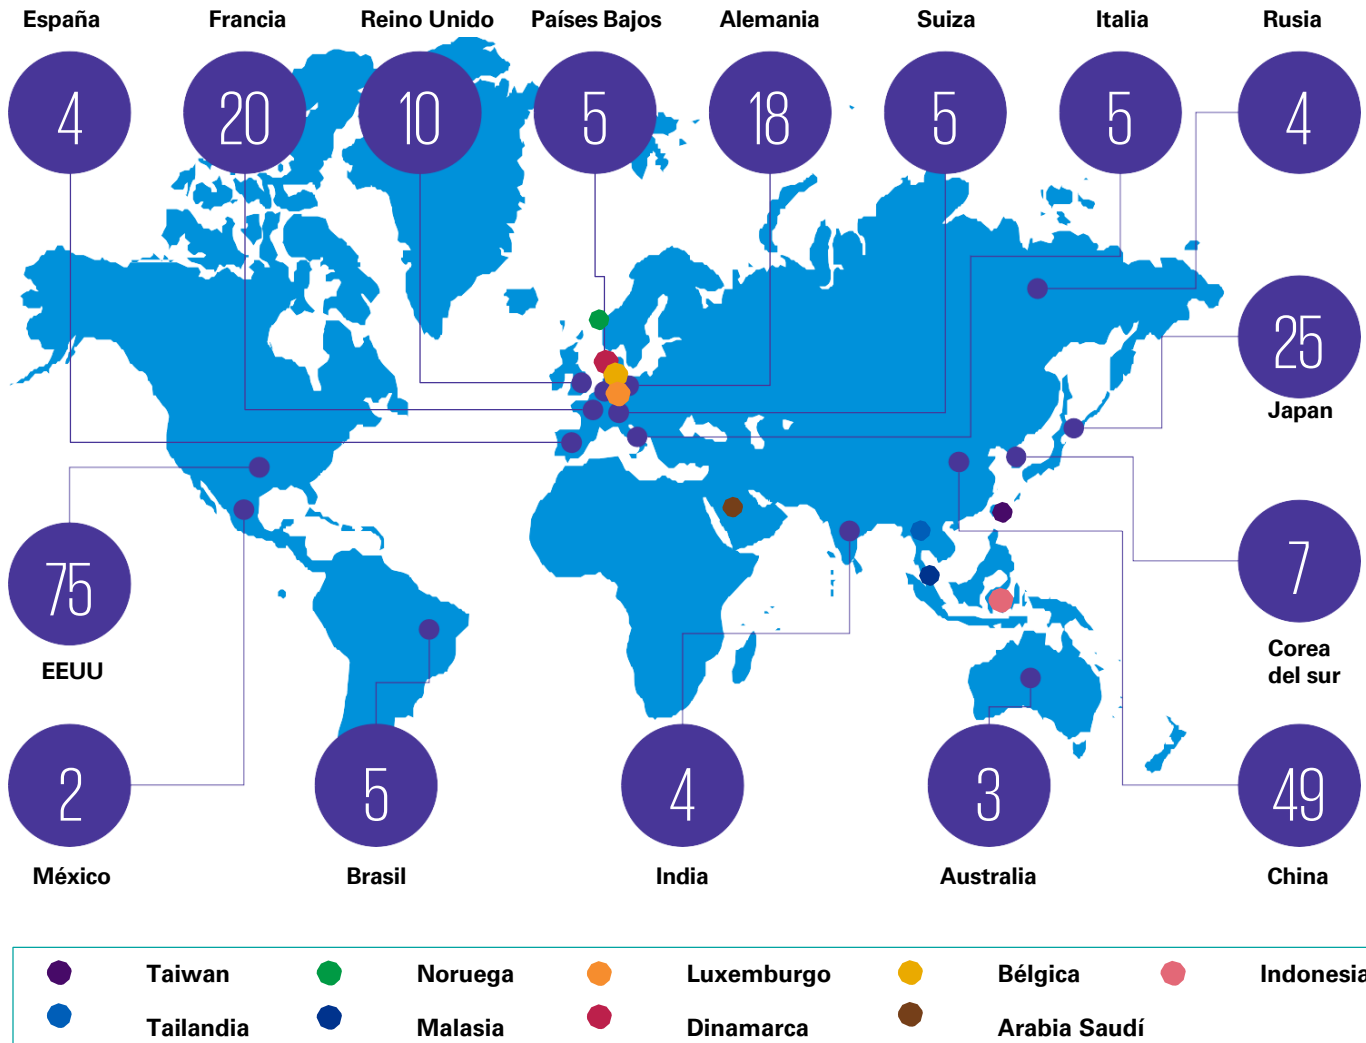 España Francia Reino Unido Países Bajos Alemania Suiza Italia Rusia
4 20 10 5 18 5 5 4
25
Japan
75
EEUU
7
Corea
del sur
2 5 4 3 49
México Brasil India Australia China
Taiwan Noruega Luxemburgo Bélgica Indonesia
Tailandia Malasia Dinamarca Arabia Saudí